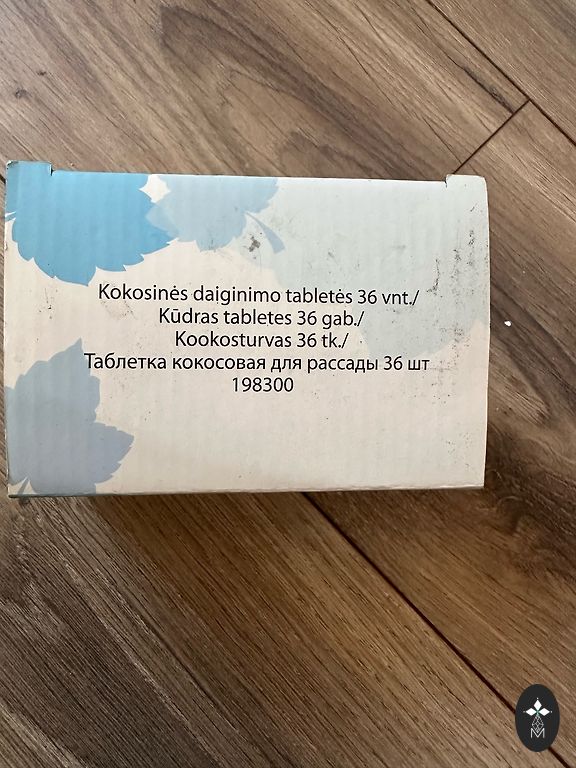 Kokosinės daiginimo tabletės 36 vnt./
Kūdras tabletes 36 gab./
Kookosturvas 36 tk./
Таблетка кокосовая для рассады 36 шт
198300
M